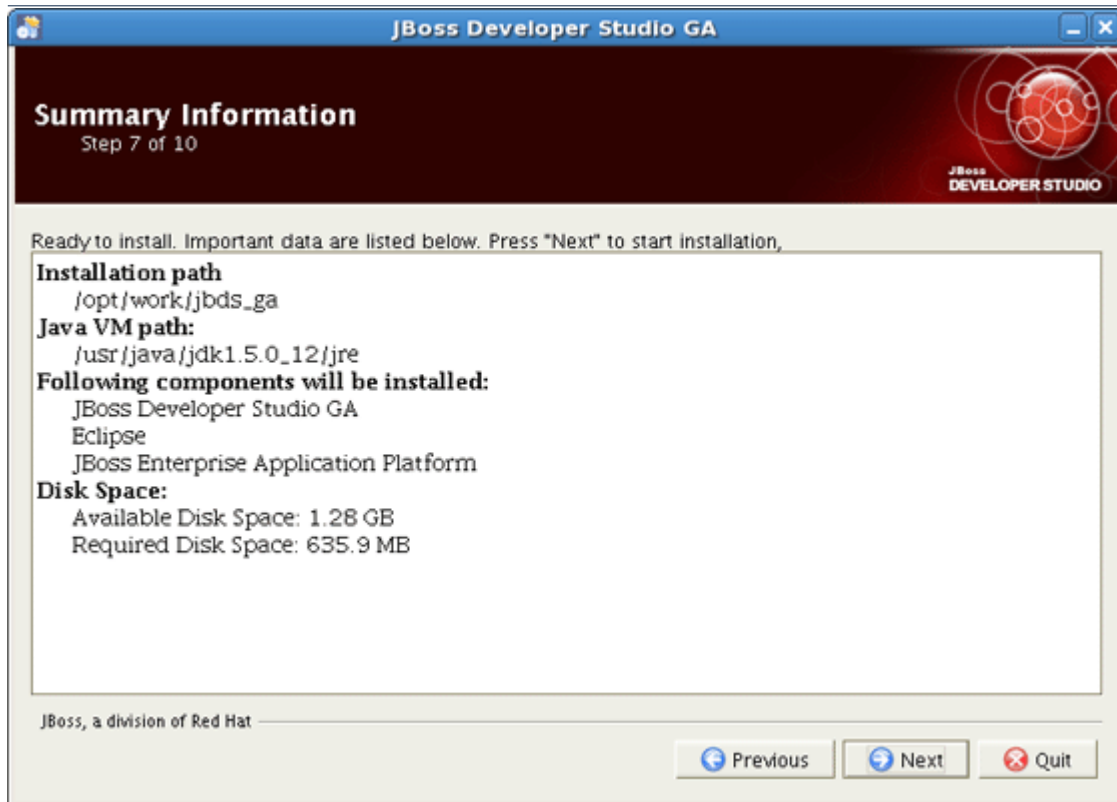 JBoss Developer Studio GA
Summary Information
Step 7 of 10
JBoss
DEVELOPER STUDIO
Ready to install. Important data are listed below. Press "Next" to start installation,
Installation path
/opt/work/jbds_ga
Java VM path:
/usr/java/jdk1.5.0_12/jre
Following components will be installed:
JBoss Developer Studio GA
Eclipse
JBoss Enterprise Application Platform
Disk Space:
Available Disk Space: 1.28 GB
Required Disk Space: 635.9 MB
JBoss, a division of Red Hat
Previous Next Quit